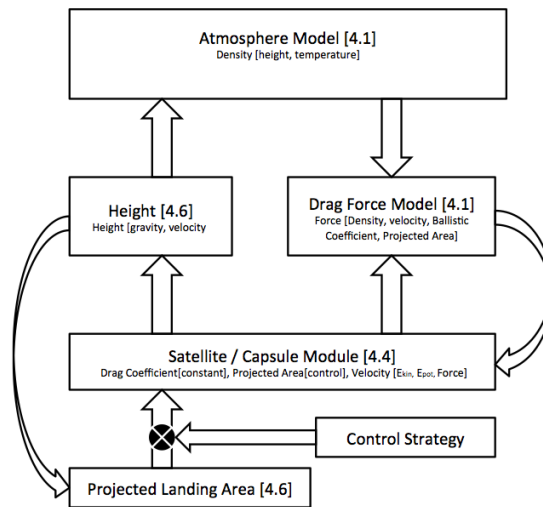 Atmosphere Model [4.1]
Density [height, temperature]
Height [4.6]
Height [gravity, velocity
Drag Force Model [4.1]
Force [Density, velocity, Ballistic
Coefficient, Projected Area]
Satellite / Capsule Module [4.4]
Drag Coefficient[constant], Projected Area[control], Velocity [Ekin, Epot, Force]
Control Strategy
Projected Landing Area [4.6]